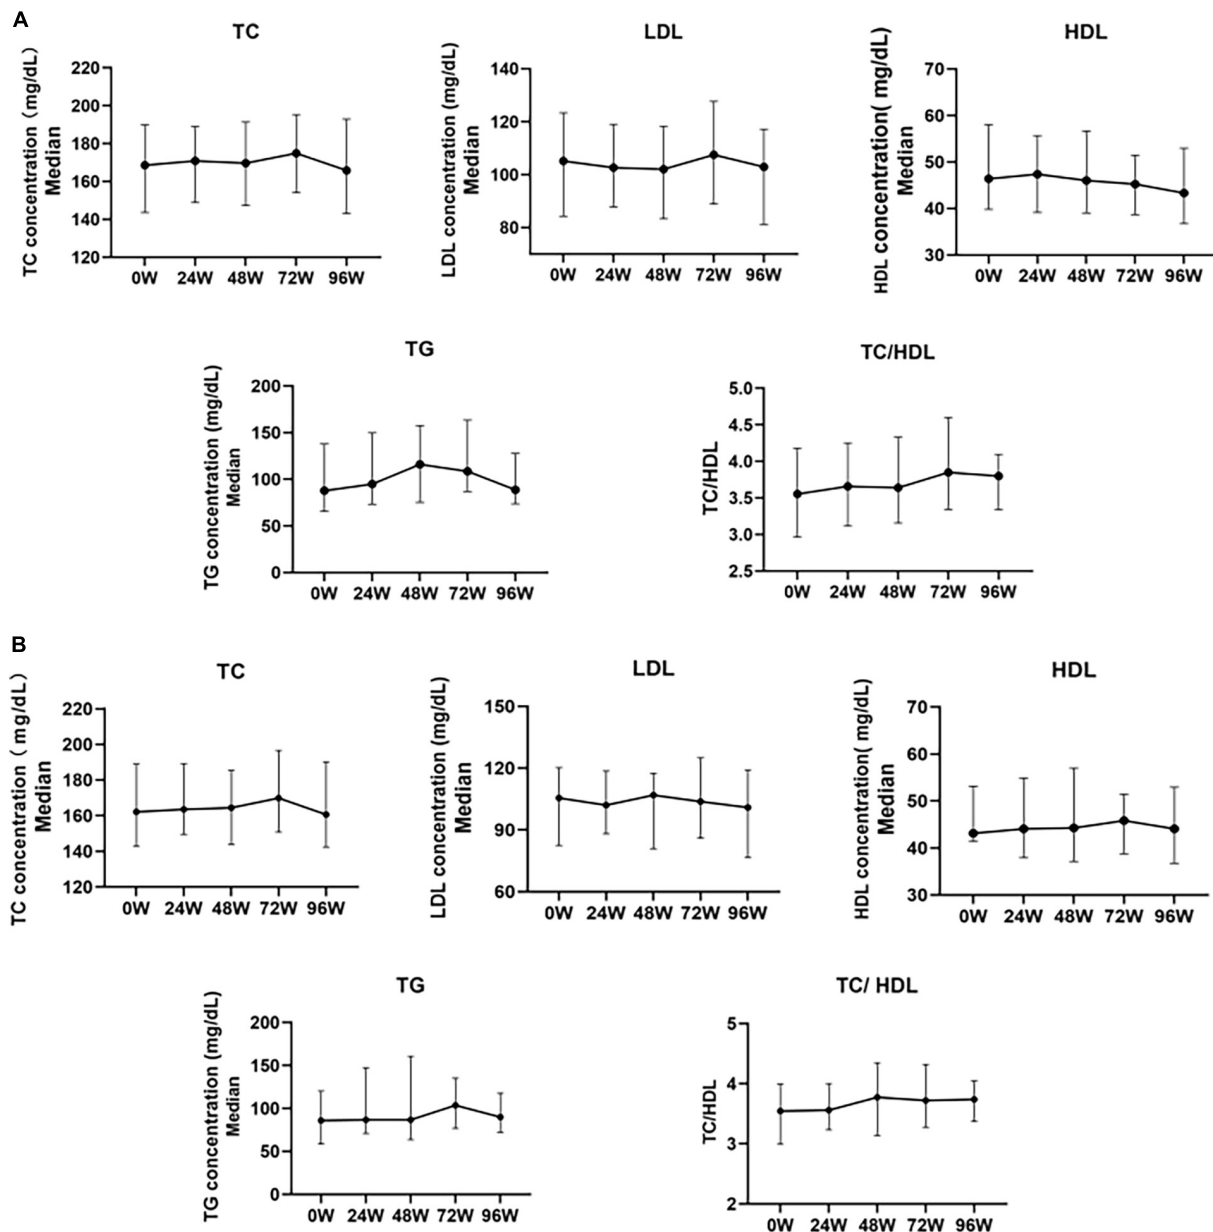 A
TC
TC concentration (mg/dL)
Median
220
200
180
160
140
120
0W 24W 48W 72W 96W
LDL
LDL concentration (mg/dL)
Median
140
120
100
80
0W 24W 48W 72W 96W
HDL
HDL concentration( mg/dL)
Median
70
60
50
40
30
0W 24W 48W 72W 96W
TG
TG concentration (mg/dL)
Median
200
150
100
50
0
0W 24W 48W 72W 96W
TC/HDL
TC/HDL
5.0
4.5
4.0
3.5
3.0
2.5
0W 24W 48W 72W 96W
B
TC
TC concentration ( mg/dL)
Median
220
200
180
160
140
120
0W 24W 48W 72W 96W
LDL
LDL concentration (mg/dL)
Median
150
120
90
60
0W 24W 48W 72W 96W
HDL
HDL concentration( mg/dL)
Median
70
60
50
40
30
0W 24W 48W 72W 96W
TG
TG concentration (mg/dL)
Median
200
150
100
50
0
0W 24W 48W 72W 96W
TC/ HDL
TC/HDL
5
4
3
2
0W 24W 48W 72W 96W